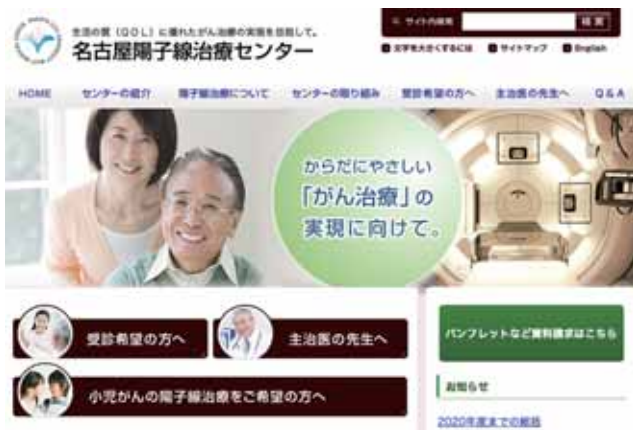 生活の質（QOL）に優れたがん治療の実現を目指して。
名古屋陽子線治療センター
サイト内検索
検索
文字を大きくするには
サイトマップ
English
HOME
センターの紹介
陽子線治療について
センターの取り組み
受診希望の方へ
主治医の先生へ
Q&A
からだにやさしい
「がん治療」の
実現に向けて。
受診希望の方へ
主治医の先生へ
小児がんの陽子線治療をご希望の方へ
パンフレットなど資料請求はこちら
お知らせ
2020年度までの総括